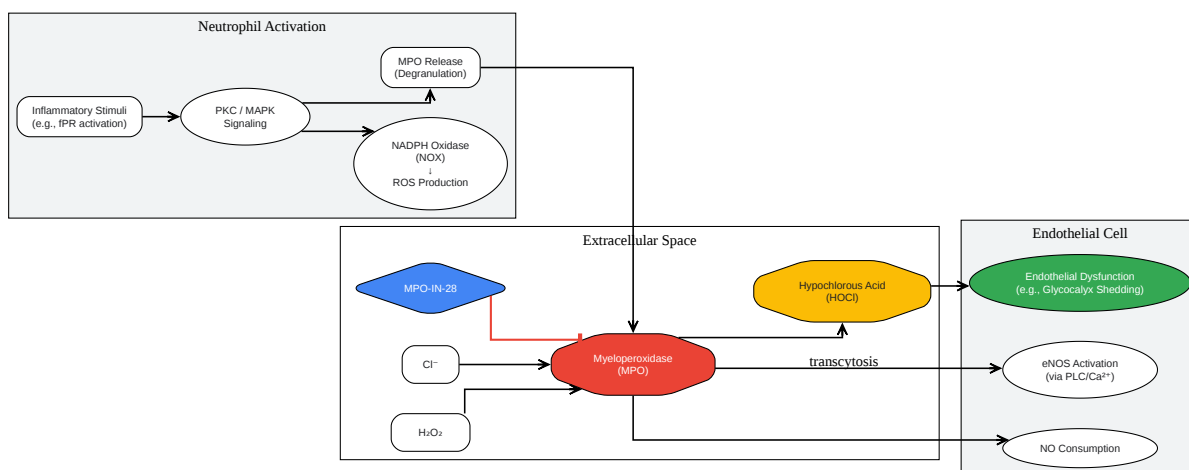 Neutrophil Activation
MPO Release
(Degranulation)
Inflammatory Stimuli
(e.g., fPR activation)
PKC / MAPK
Signaling
NADPH Oxidase
(NOX)
↓
ROS Production
Extracellular Space
MPO-IN-28
Hypochlorous Acid
(HOCl)
Cl⁻
Myeloperoxidase
(MPO)
transcytosis
H₂O₂
Endothelial Cell
Endothelial Dysfunction
(e.g., Glycocalyx Shedding)
eNOS Activation
(via PLC/Ca²⁺)
NO Consumption